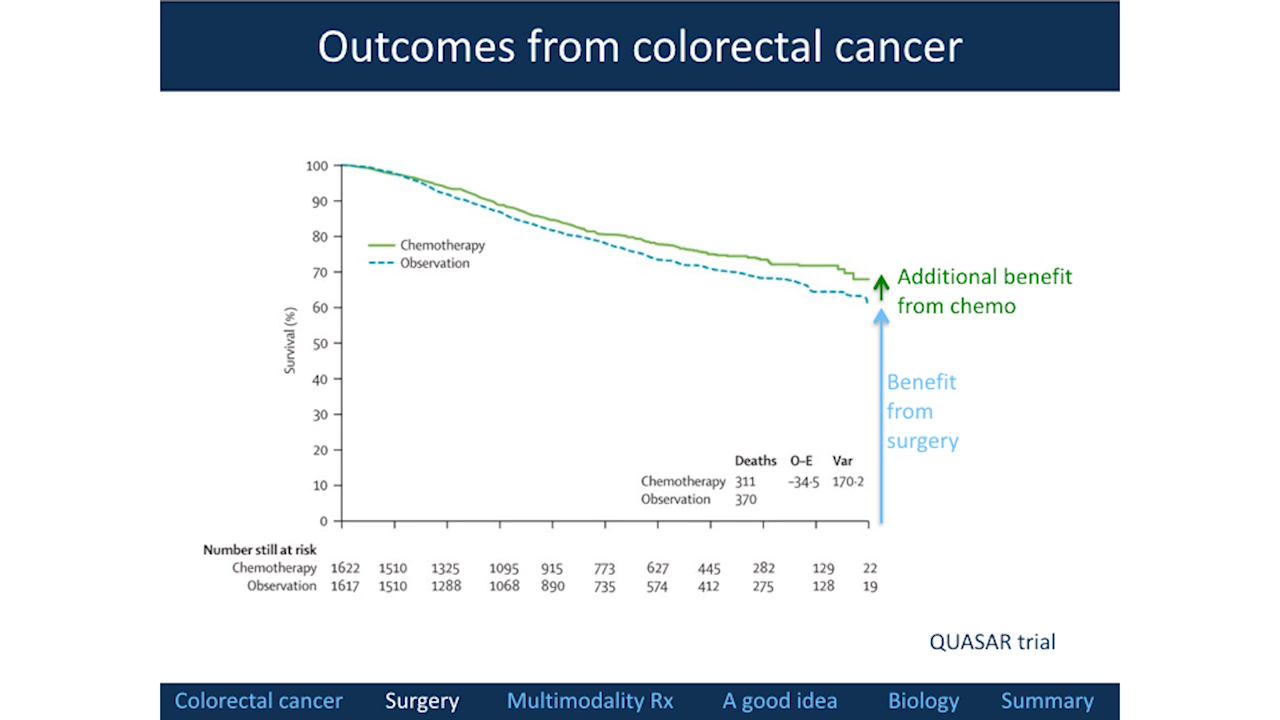 Outcomes from colorectal cancer
100
90
80
70
60
50
40
30
20
10
0
Survival (%)
Chemotherapy
Observation
Additional benefit
from chemo
Benefit
from
surgery
Deaths O–E Var
Chemotherapy 311 –34·5 170·2
Observation 370
Number still at risk
Chemotherapy 1622 1510 1325 1095 915 773 627 445 282 129 22
Observation 1617 1510 1288 1068 890 735 574 412 275 128 19
QUASAR trial
Colorectal cancer Surgery Multimodality Rx A good idea Biology Summary